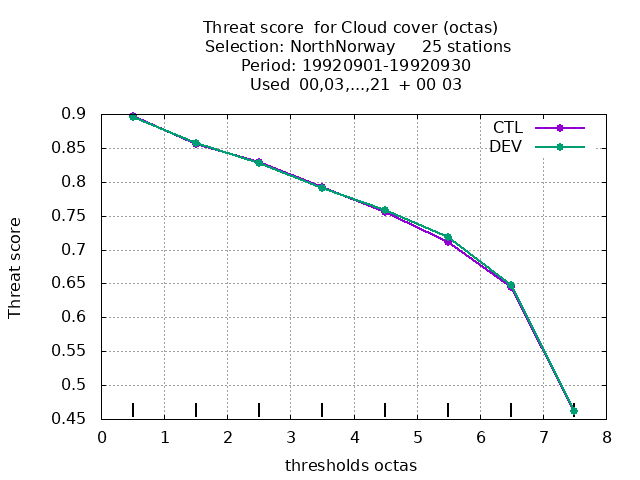 Threat score  for Cloud cover (octas)
Selection: NorthNorway     25 stations
Period: 19920901-19920930
Used  00,03,...,21  + 00 03
CTL
DEV
0.9
0.85
0.8
0.75
0.7
0.65
0.6
0.55
0.5
0.45
Threat score
0 1 2 3 4 5 6 7 8
thresholds octas